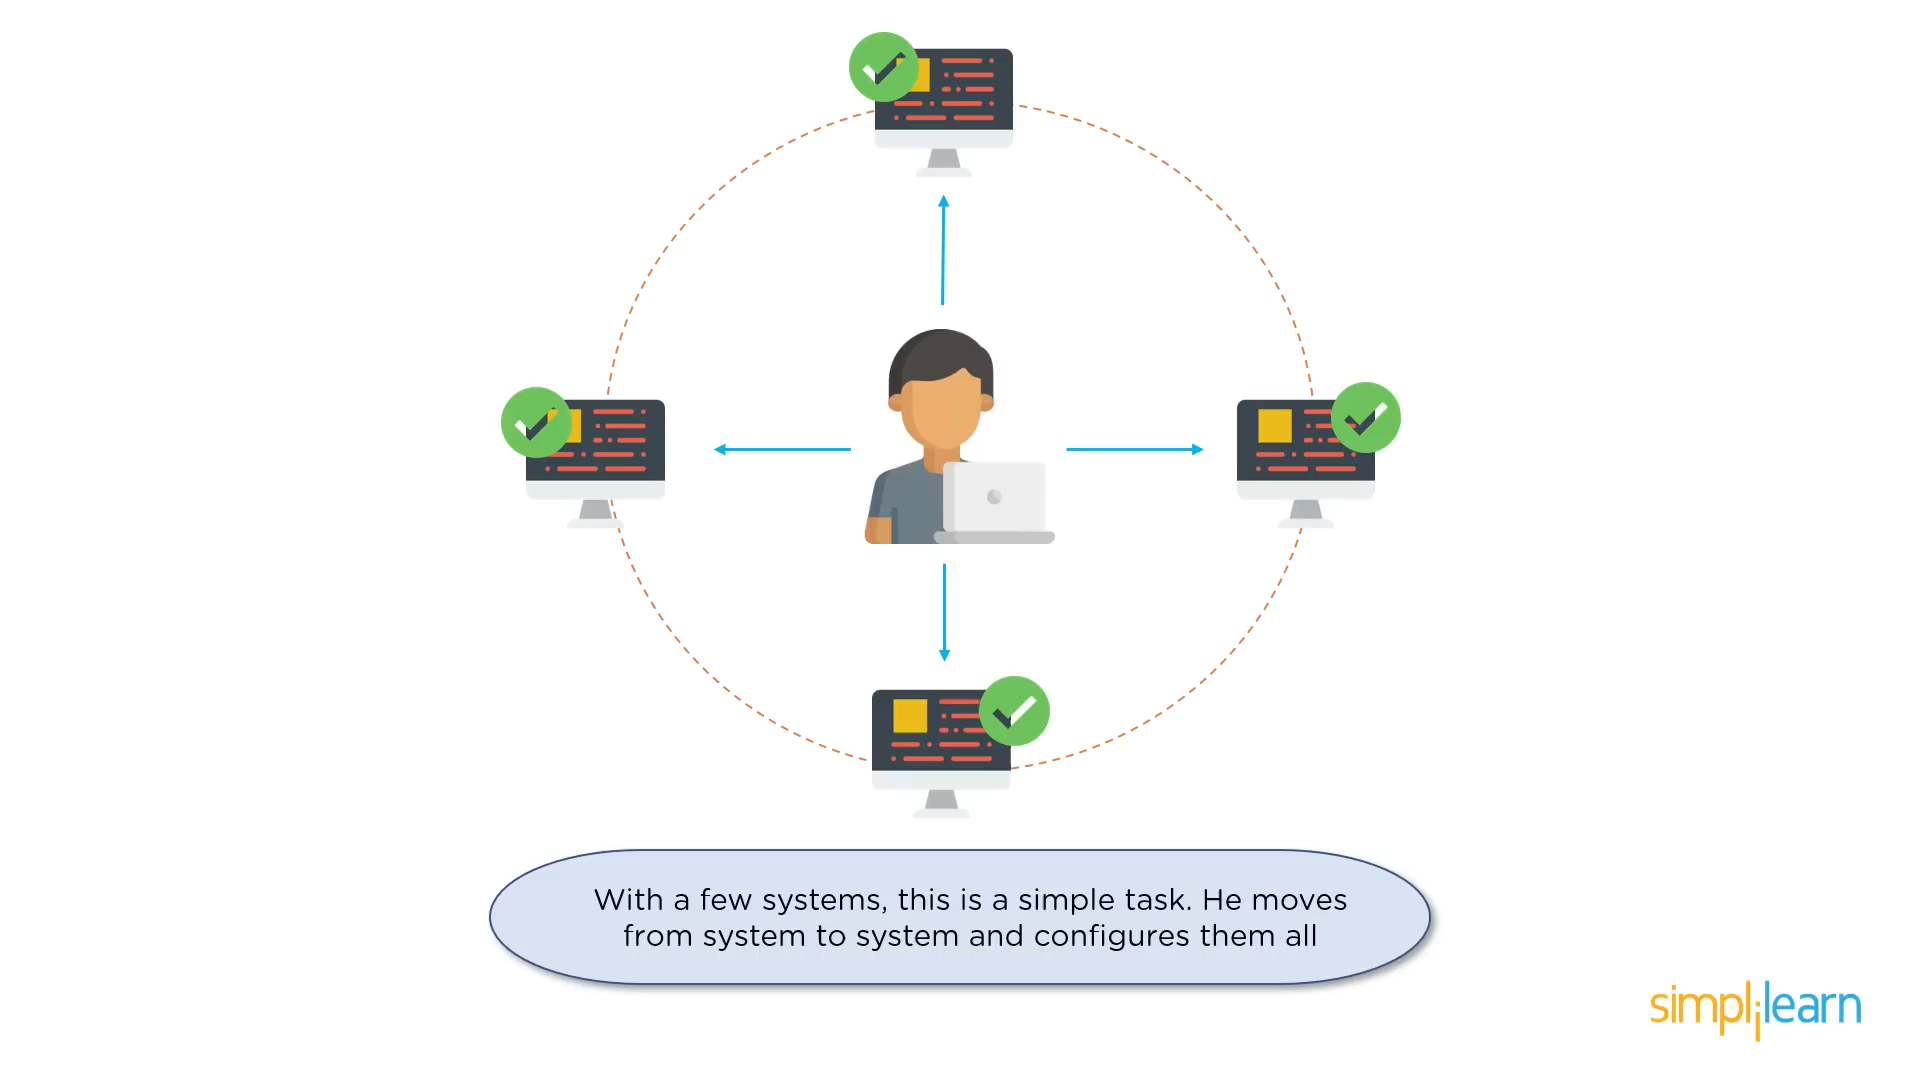 With a few systems, this is a simple task. He moves
from system to system and configures them all
simplilearn